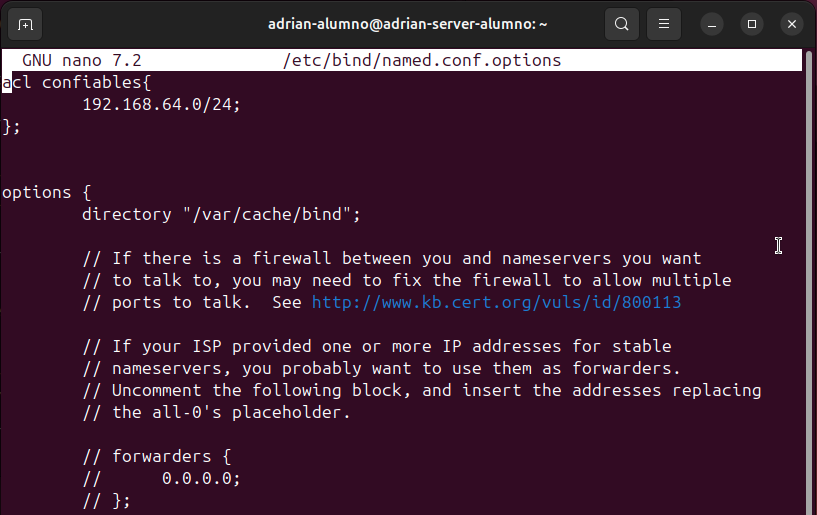 adrian-alumno@adrian-server-alumno: ~
GNU nano 7.2 /etc/bind/named.conf.options
acl confiables{
192.168.64.0/24;
};
options {
directory "/var/cache/bind";
// If there is a firewall between you and nameservers you want
// to talk to, you may need to fix the firewall to allow multiple
// ports to talk.  See http://www.kb.cert.org/vuls/id/800113
// If your ISP provided one or more IP addresses for stable
// nameservers, you probably want to use them as forwarders.
// Uncomment the following block, and insert the addresses replacing
// the all-0's placeholder.
// forwarders {
//      0.0.0.0;
// };